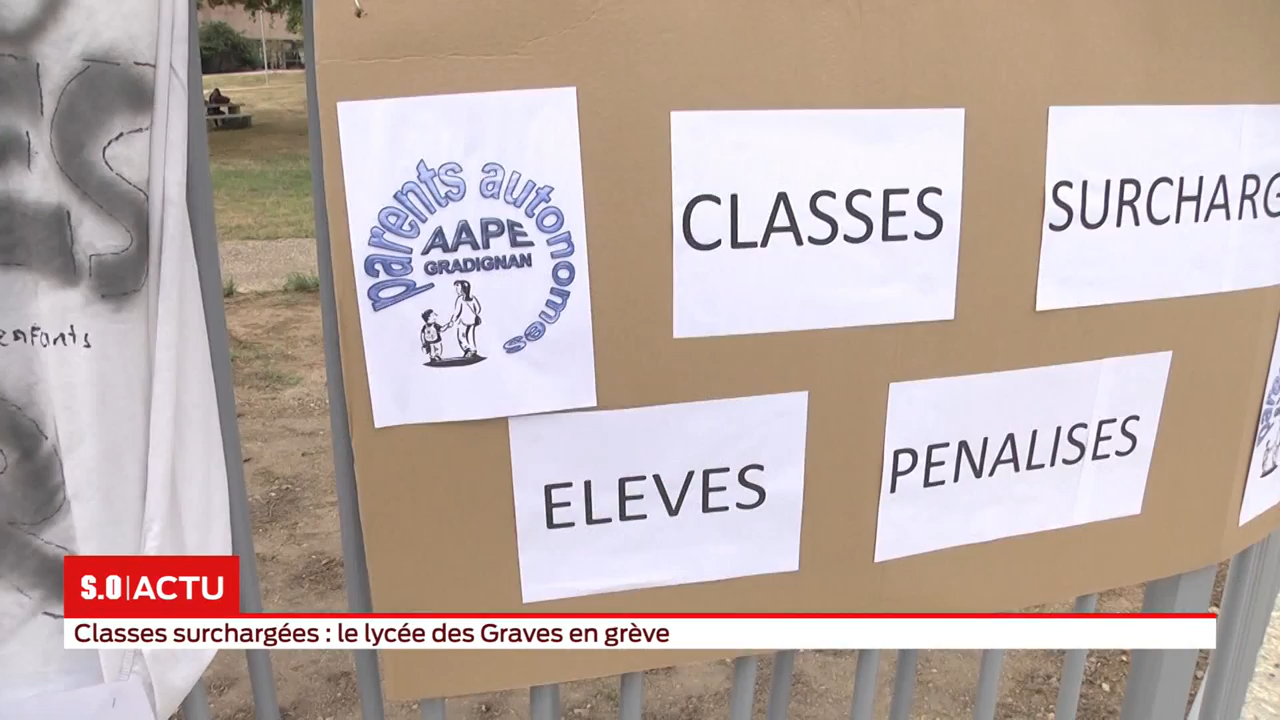 parents autonomes
AAPE
GRADIGNAN
CLASSES
SURCHARG
ELEVES
PENALISES
enfants
S.O|ACTU
Classes surchargées : le lycée des Graves en grève